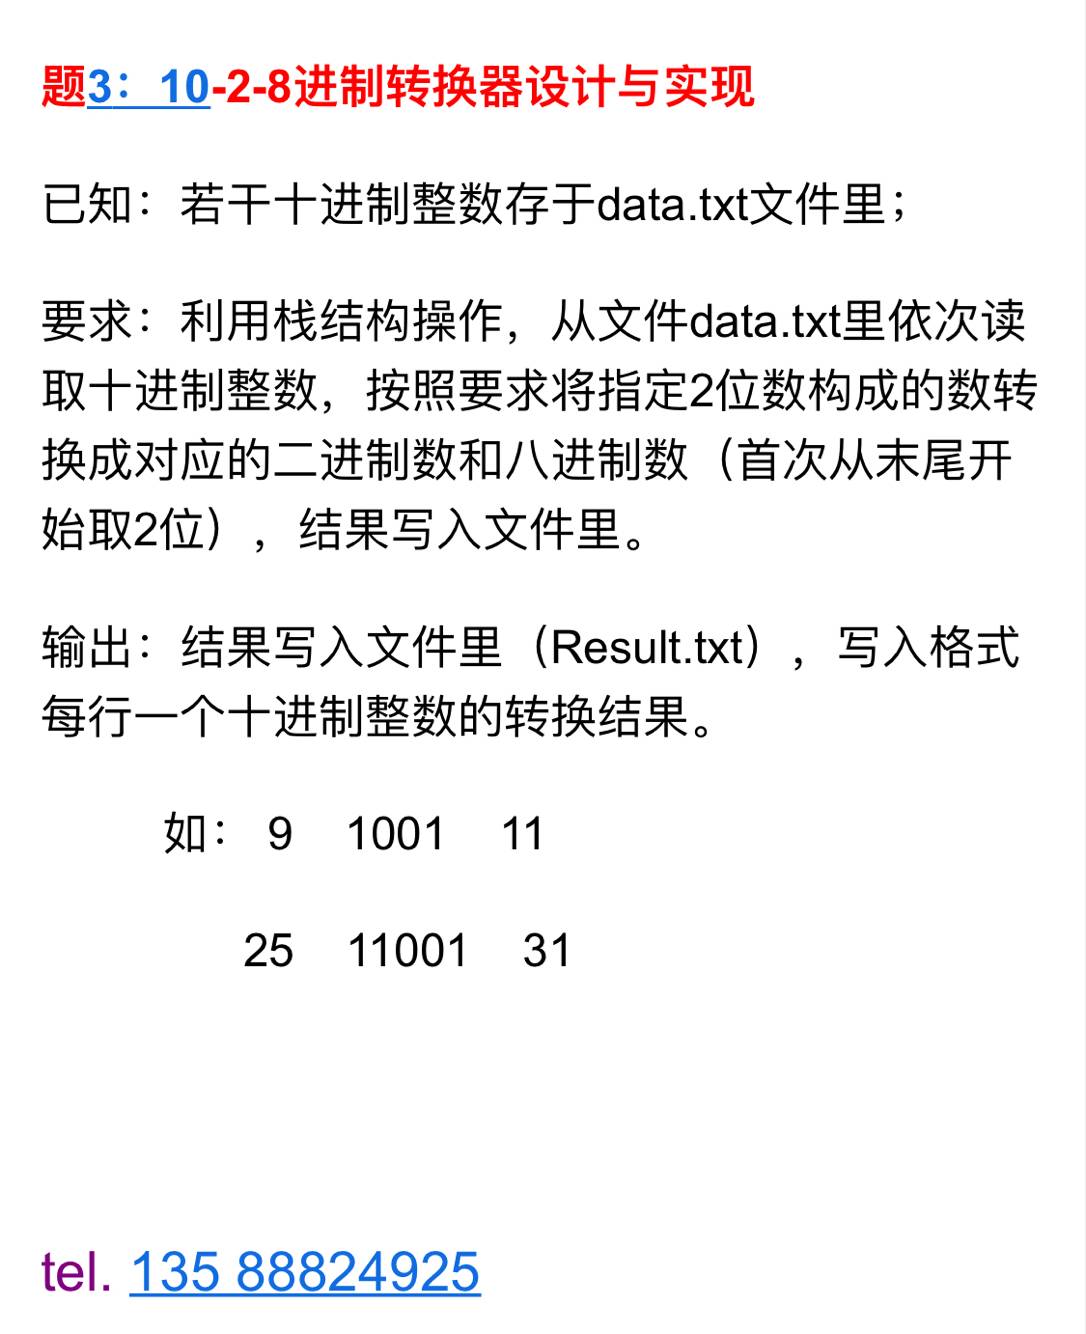 题3：10-2-8进制转换器设计与实现
已知：若干十进制整数存于data.txt文件里；
要求：利用栈结构操作，从文件data.txt里依次读
取十进制整数，按照要求将指定2位数构成的数转
换成对应的二进制数和八进制数（首次从末尾开
始取2位），结果写入文件里。
输出：结果写入文件里（Result.txt），写入格式
每行一个十进制整数的转换结果。
如： 9 1001 11
25 11001 31
tel. 135 88824925